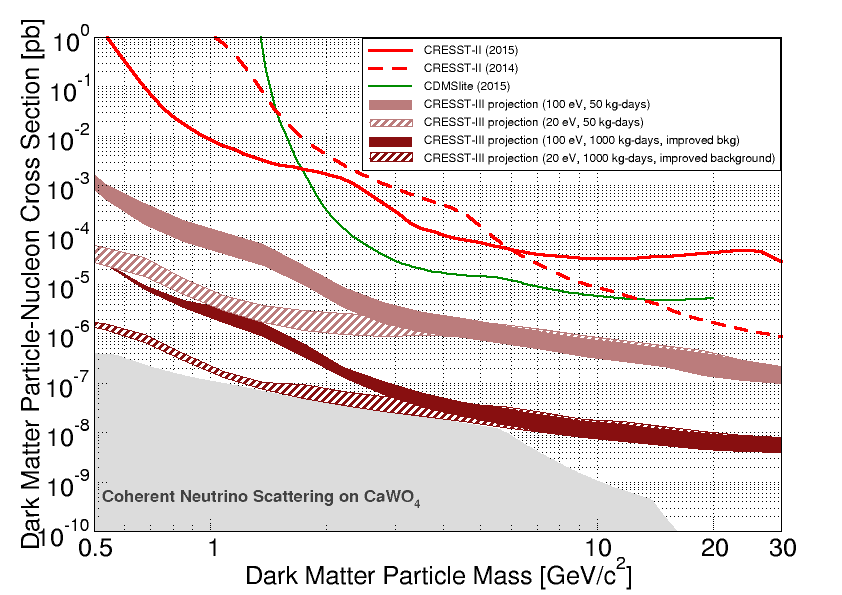 Dark Matter Particle-Nucleon Cross Section [pb]
10^0
10^-1
10^-2
10^-3
10^-4
10^-5
10^-6
10^-7
10^-8
10^-9
10^-10
CRESST-II (2015)
CRESST-II (2014)
CDMSlite (2015)
CRESST-III projection (100 eV, 50 kg-days)
CRESST-III projection (20 eV, 50 kg-days)
CRESST-III projection (100 eV, 1000 kg-days, improved bkg)
CRESST-III projection (20 eV, 1000 kg-days, improved background)
Coherent Neutrino Scattering on CaWO4
0.5 1 10 20 30
Dark Matter Particle Mass [GeV/c^2]